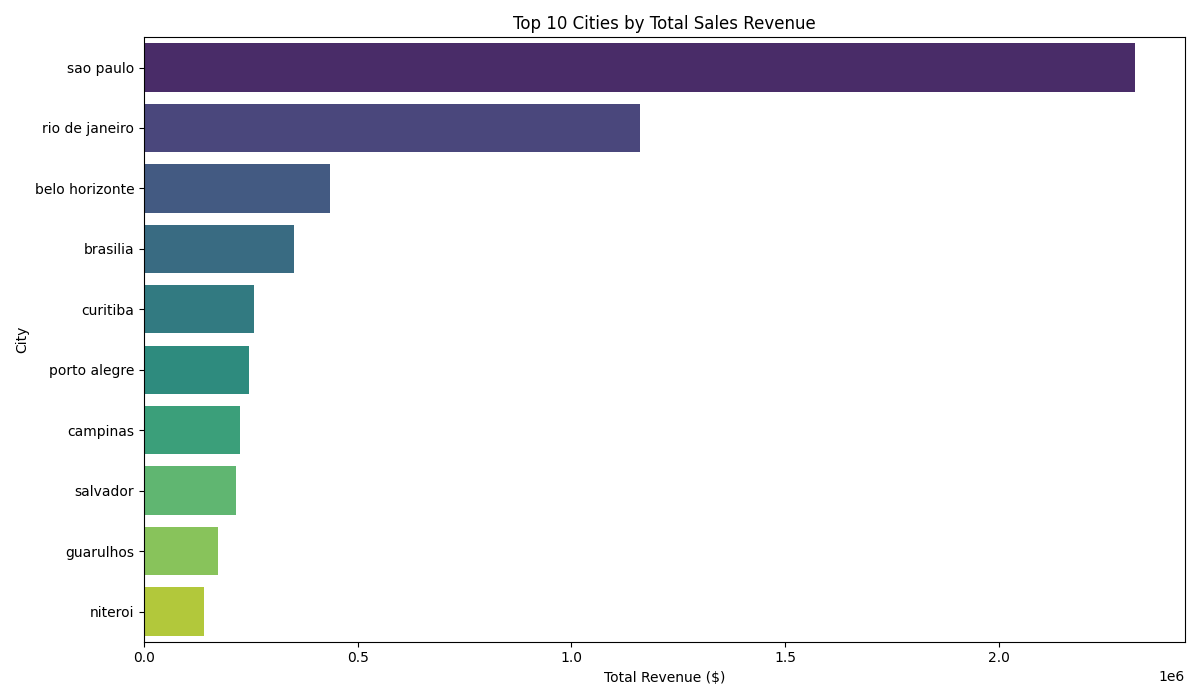 Top 10 Cities by Total Sales Revenue
City
sao paulo
rio de janeiro
belo horizonte
brasilia
curitiba
porto alegre
campinas
salvador
guarulhos
niteroi
0.0 0.5 1.0 1.5 2.0
1e6
Total Revenue ($)